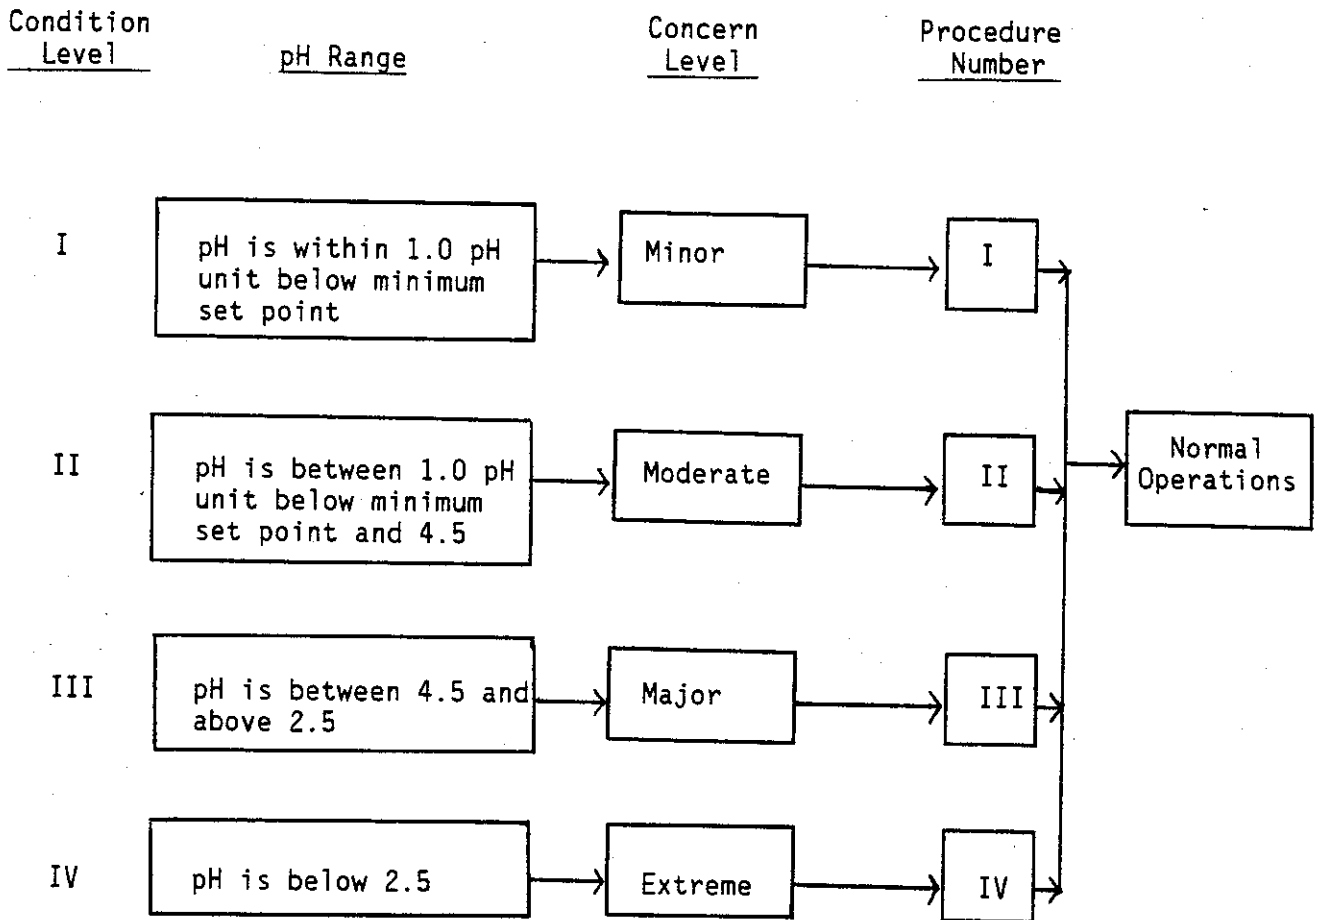 Condition Level
pH Range
Concern Level
Procedure Number
I
pH is within 1.0 pH
unit below minimum
set point
Minor
I
II
pH is between 1.0 pH
unit below minimum
set point and 4.5
Moderate
II
Normal
Operations
III
pH is between 4.5 and
above 2.5
Major
III
IV
pH is below 2.5
Extreme
IV